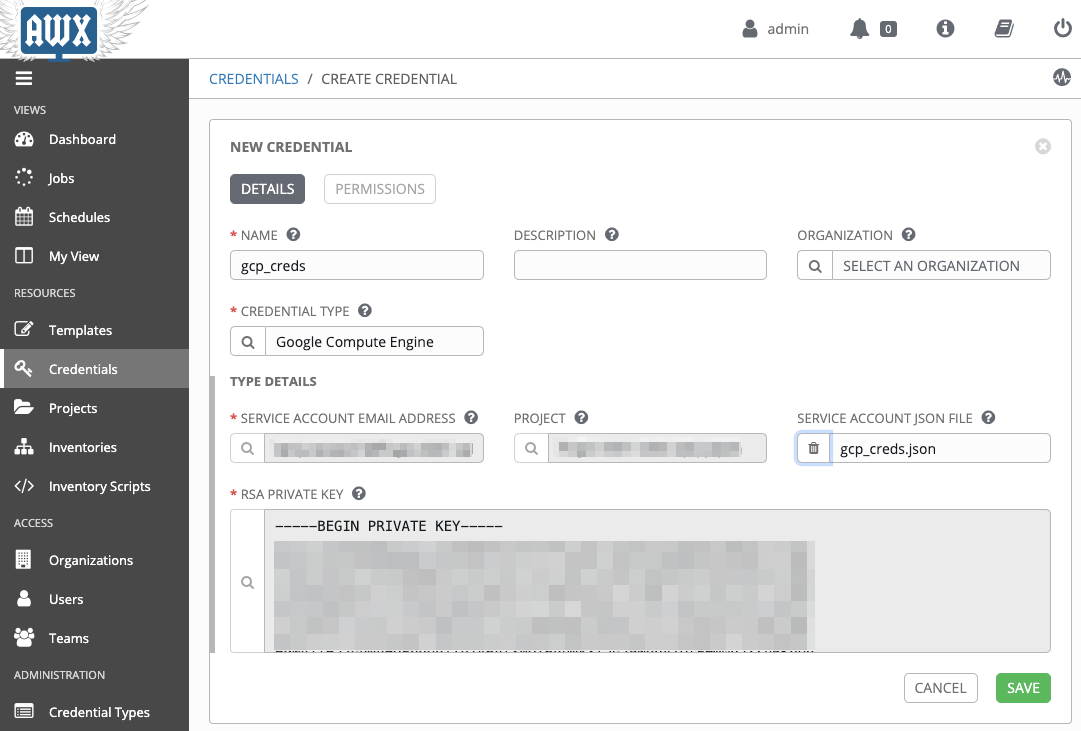 AWX
admin
0
CREDENTIALS / CREATE CREDENTIAL
VIEWS
Dashboard
Jobs
Schedules
My View
RESOURCES
Templates
Credentials
Projects
Inventories
Inventory Scripts
ACCESS
Organizations
Users
Teams
ADMINISTRATION
Credential Types
NEW CREDENTIAL
DETAILS PERMISSIONS
* NAME
gcp_creds
DESCRIPTION
ORGANIZATION
SELECT AN ORGANIZATION
* CREDENTIAL TYPE
Google Compute Engine
TYPE DETAILS
* SERVICE ACCOUNT EMAIL ADDRESS
PROJECT
SERVICE ACCOUNT JSON FILE
gcp_creds.json
* RSA PRIVATE KEY
-----BEGIN PRIVATE KEY-----
CANCEL SAVE